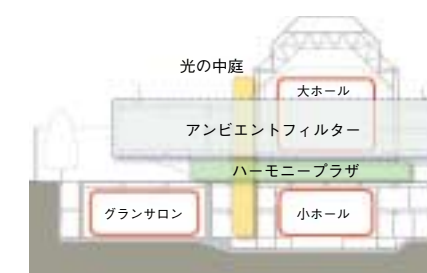 光の中庭
大ホール
アンビエントフィルター
ハーモニープラザ
グランサロン
小ホール